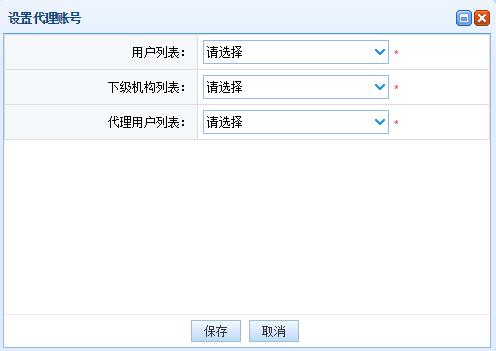 设置代理账号
用户列表： 请选择 *
下级机构列表： 请选择 *
代理用户列表： 请选择 *
保存 取消